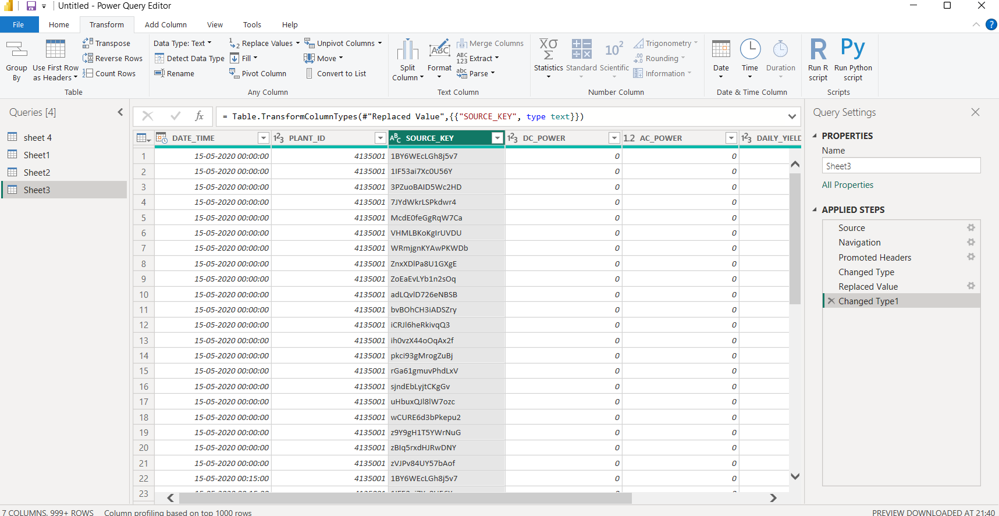 Untitled - Power Query Editor
File Home Transform Add Column View Tools Help
Group By
Use First Row as Headers
Transpose
Reverse Rows
Count Rows
Table
Data Type: Text
Detect Data Type
Rename
Replace Values
Fill
Pivot Column
Unpivot Columns
Move
Convert to List
Any Column
Split Column
Format
Merge Columns
Extract
Parse
Text Column
Statistics
Standard
Scientific
Trigonometry
Rounding
Information
Number Column
Date
Time
Duration
Date & Time Column
Run R script
Run Python script
Scripts
Queries [4]
sheet 4
Sheet1
Sheet2
Sheet3
= Table.TransformColumnTypes(#"Replaced Value",{{"SOURCE_KEY", type text}})
DATE_TIME PLANT_ID SOURCE_KEY DC_POWER AC_POWER DAILY_YIELD
1 15-05-2020 00:00:00 4135001 1BY6WEcLGh8j5v7 0 0
2 15-05-2020 00:00:00 4135001 1IF53ai7Xc0U56Y 0 0
3 15-05-2020 00:00:00 4135001 3PZuoBAID5Wc2HD 0 0
4 15-05-2020 00:00:00 4135001 7JYdWkrLSPkdwr4 0 0
5 15-05-2020 00:00:00 4135001 McdE0feGgRqW7Ca 0 0
6 15-05-2020 00:00:00 4135001 VHMLBKoKgIrUVDU 0 0
7 15-05-2020 00:00:00 4135001 WRmjgnKYAwPKWDb 0 0
8 15-05-2020 00:00:00 4135001 ZnxXDlPa8U1GXgE 0 0
9 15-05-2020 00:00:00 4135001 ZoEaEvLYb1n2sOq 0 0
10 15-05-2020 00:00:00 4135001 adLQvlD726eNBSB 0 0
11 15-05-2020 00:00:00 4135001 bvBOhCH3iADSZry 0 0
12 15-05-2020 00:00:00 4135001 iCRJl6heRkivqQ3 0 0
13 15-05-2020 00:00:00 4135001 ih0vzX44oOqAx2f 0 0
14 15-05-2020 00:00:00 4135001 pkci93gMrogZuBj 0 0
15 15-05-2020 00:00:00 4135001 rGa61gmuvPhdLxV 0 0
16 15-05-2020 00:00:00 4135001 sjndEbLyjtCKgGv 0 0
17 15-05-2020 00:00:00 4135001 uHbuxQJl8lW7ozc 0 0
18 15-05-2020 00:00:00 4135001 wCURE6d3bPkepu2 0 0
19 15-05-2020 00:00:00 4135001 z9Y9gH1T5YWrNuG 0 0
20 15-05-2020 00:00:00 4135001 zBIq5rxdHJRwDNY 0 0
21 15-05-2020 00:00:00 4135001 zVJPv84UY57bAof 0 0
22 15-05-2020 00:15:00 4135001 1BY6WEcLGh8j5v7 0 0
23
Query Settings
PROPERTIES
Name
Sheet3
All Properties
APPLIED STEPS
Source
Navigation
Promoted Headers
Changed Type
Replaced Value
Changed Type1
7 COLUMNS, 999+ ROWS Column profiling based on top 1000 rows
PREVIEW DOWNLOADED AT 21:40